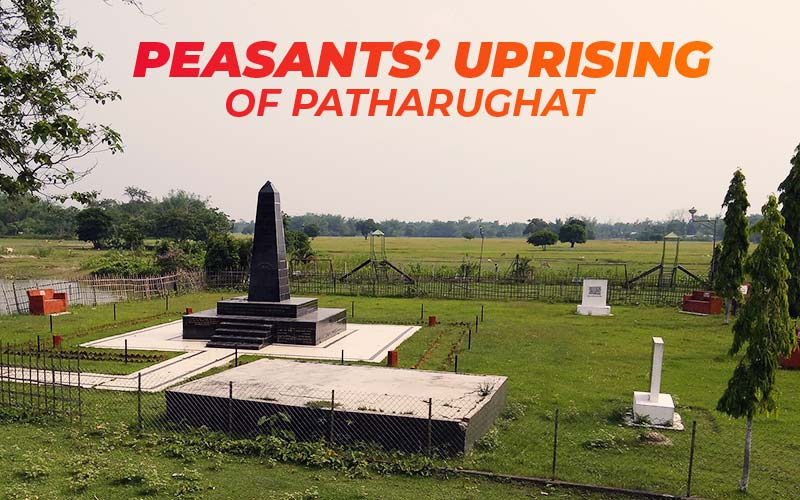 PEASANTS’ UPRISING
OF PATHARUGHAT